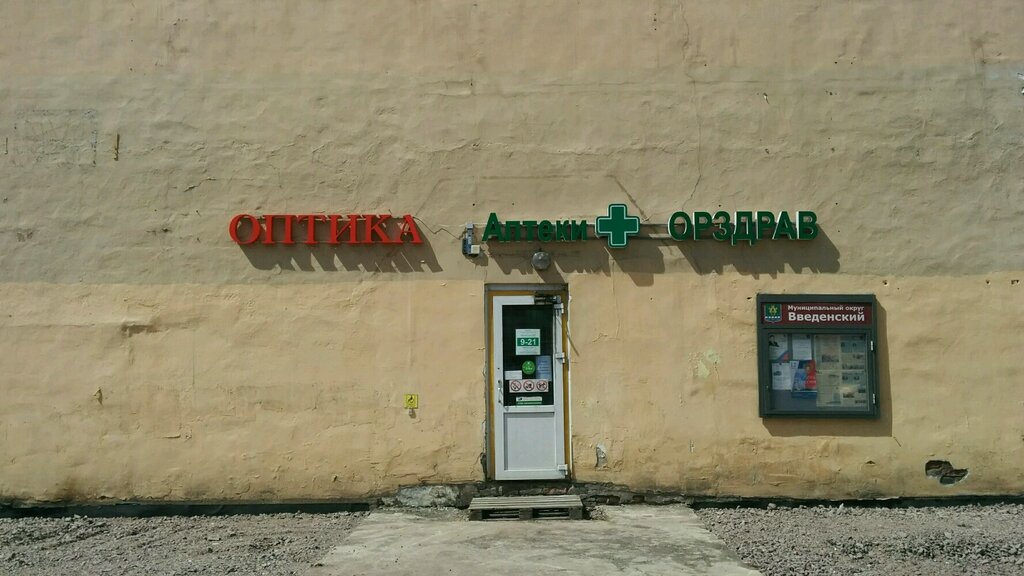 ОПТИКА
Аптеки
ОРЗДРАВ
Муниципальный округ
Введенский
9-21